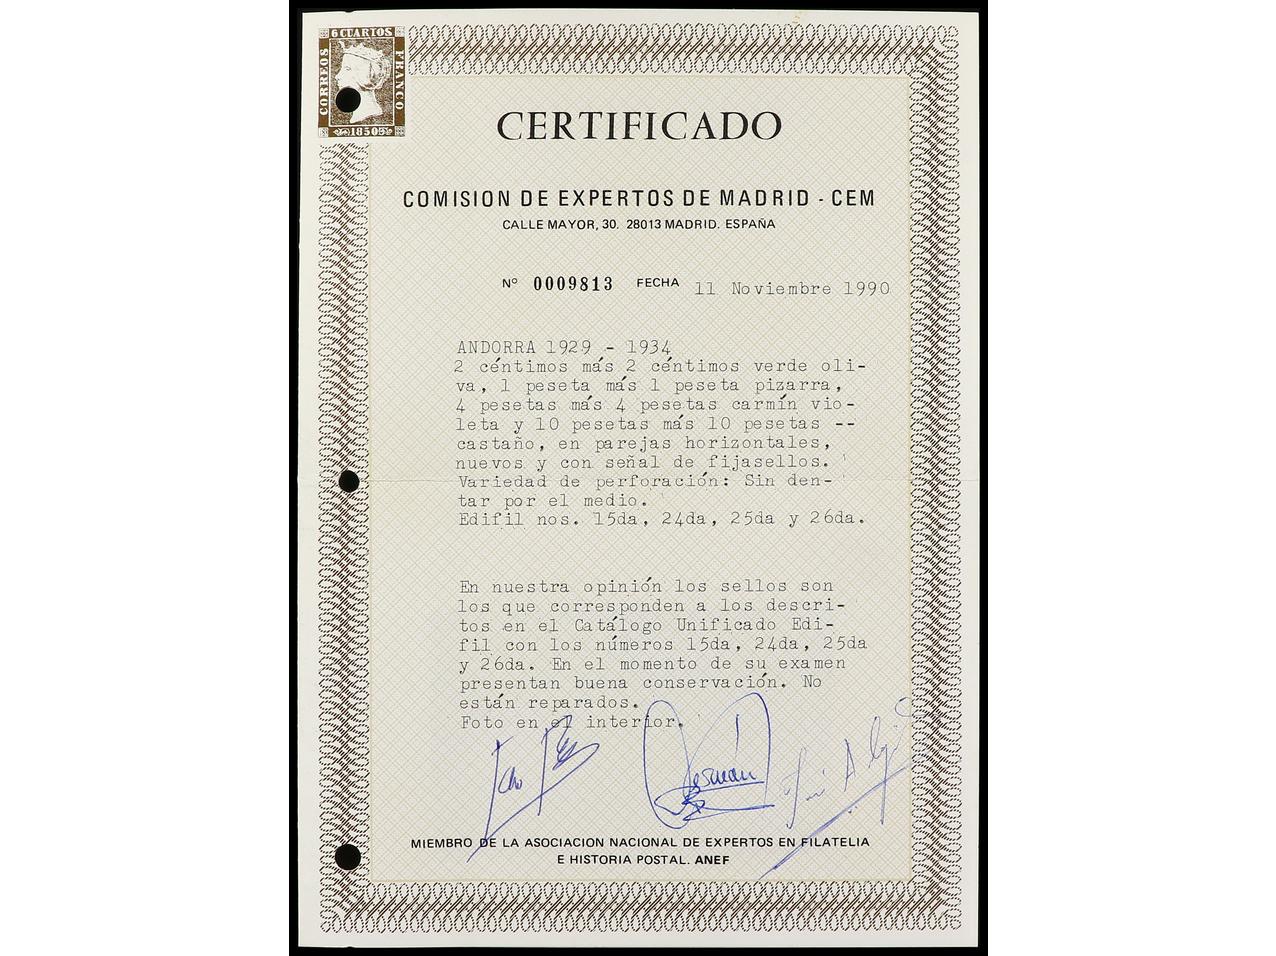 6 CUARTOS
CORREOS
FRANCO
1850
CERTIFICADO
COMISION DE EXPERTOS DE MADRID - CEM
CALLE MAYOR, 30. 28013 MADRID. ESPAÑA
Nº 0009813 FECHA 11 Noviembre 1990
ANDORRA 1929 - 1934
2 céntimos más 2 céntimos verde oli-
va, 1 peseta más 1 peseta pizarra,
4 pesetas más 4 pesetas carmín vio-
leta y 10 pesetas más 10 pesetas --
castaño, en parejas horizontales,
nuevos y con señal de fijasellos.
Variedad de perforación: Sin den-
tar por el medio.
Edifil nos. 15da, 24da, 25da y 26da.
En nuestra opinión los sellos son
los que corresponden a los descri-
tos en el Catálogo Unificado Edi-
fil con los números 15da, 24da, 25da
y 26da. En el momento de su examen
presentan buena conservación. No
están reparados.
Foto en el interior.
MIEMBRO DE LA ASOCIACION NACIONAL DE EXPERTOS EN FILATELIA
E HISTORIA POSTAL. ANEF